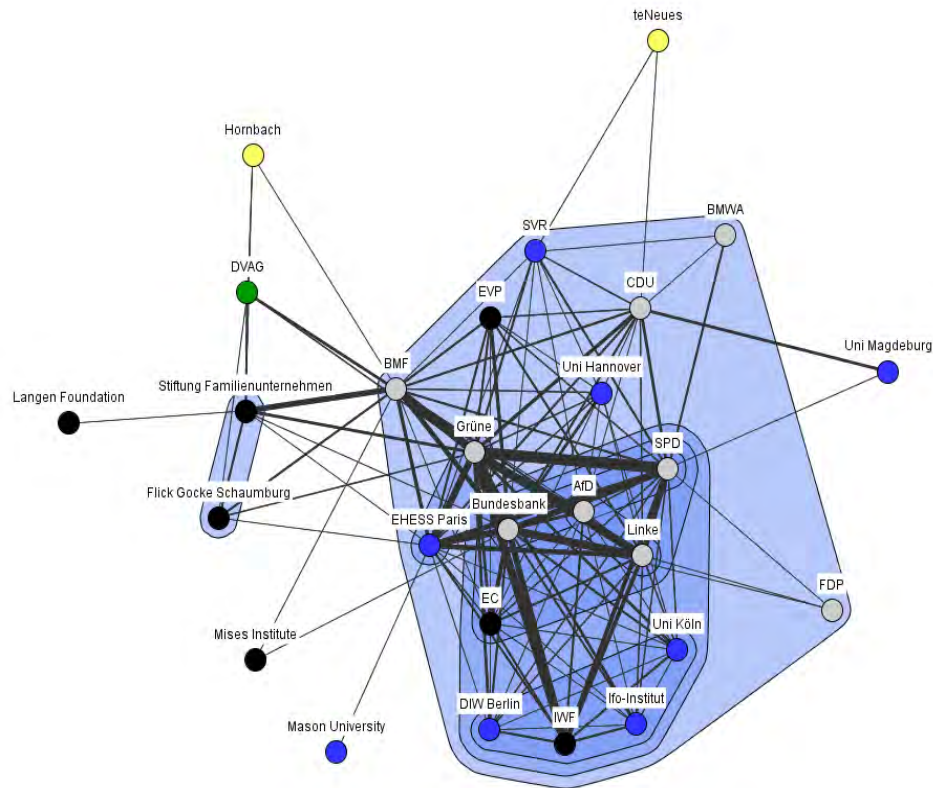 teNeues
Hornbach
BMWA
SVR
DVAG
CDU
EVP
Uni Magdeburg
BMF
Uni Hannover
Stiftung Familienunternehmen
Langen Foundation
Grüne
SPD
Flick Gocke Schaumburg
AfD
Bundesbank
EHESS Paris
Linke
FDP
EC
Uni Köln
Mises Institute
DIW Berlin
Ifo-Institut
IWF
Mason University